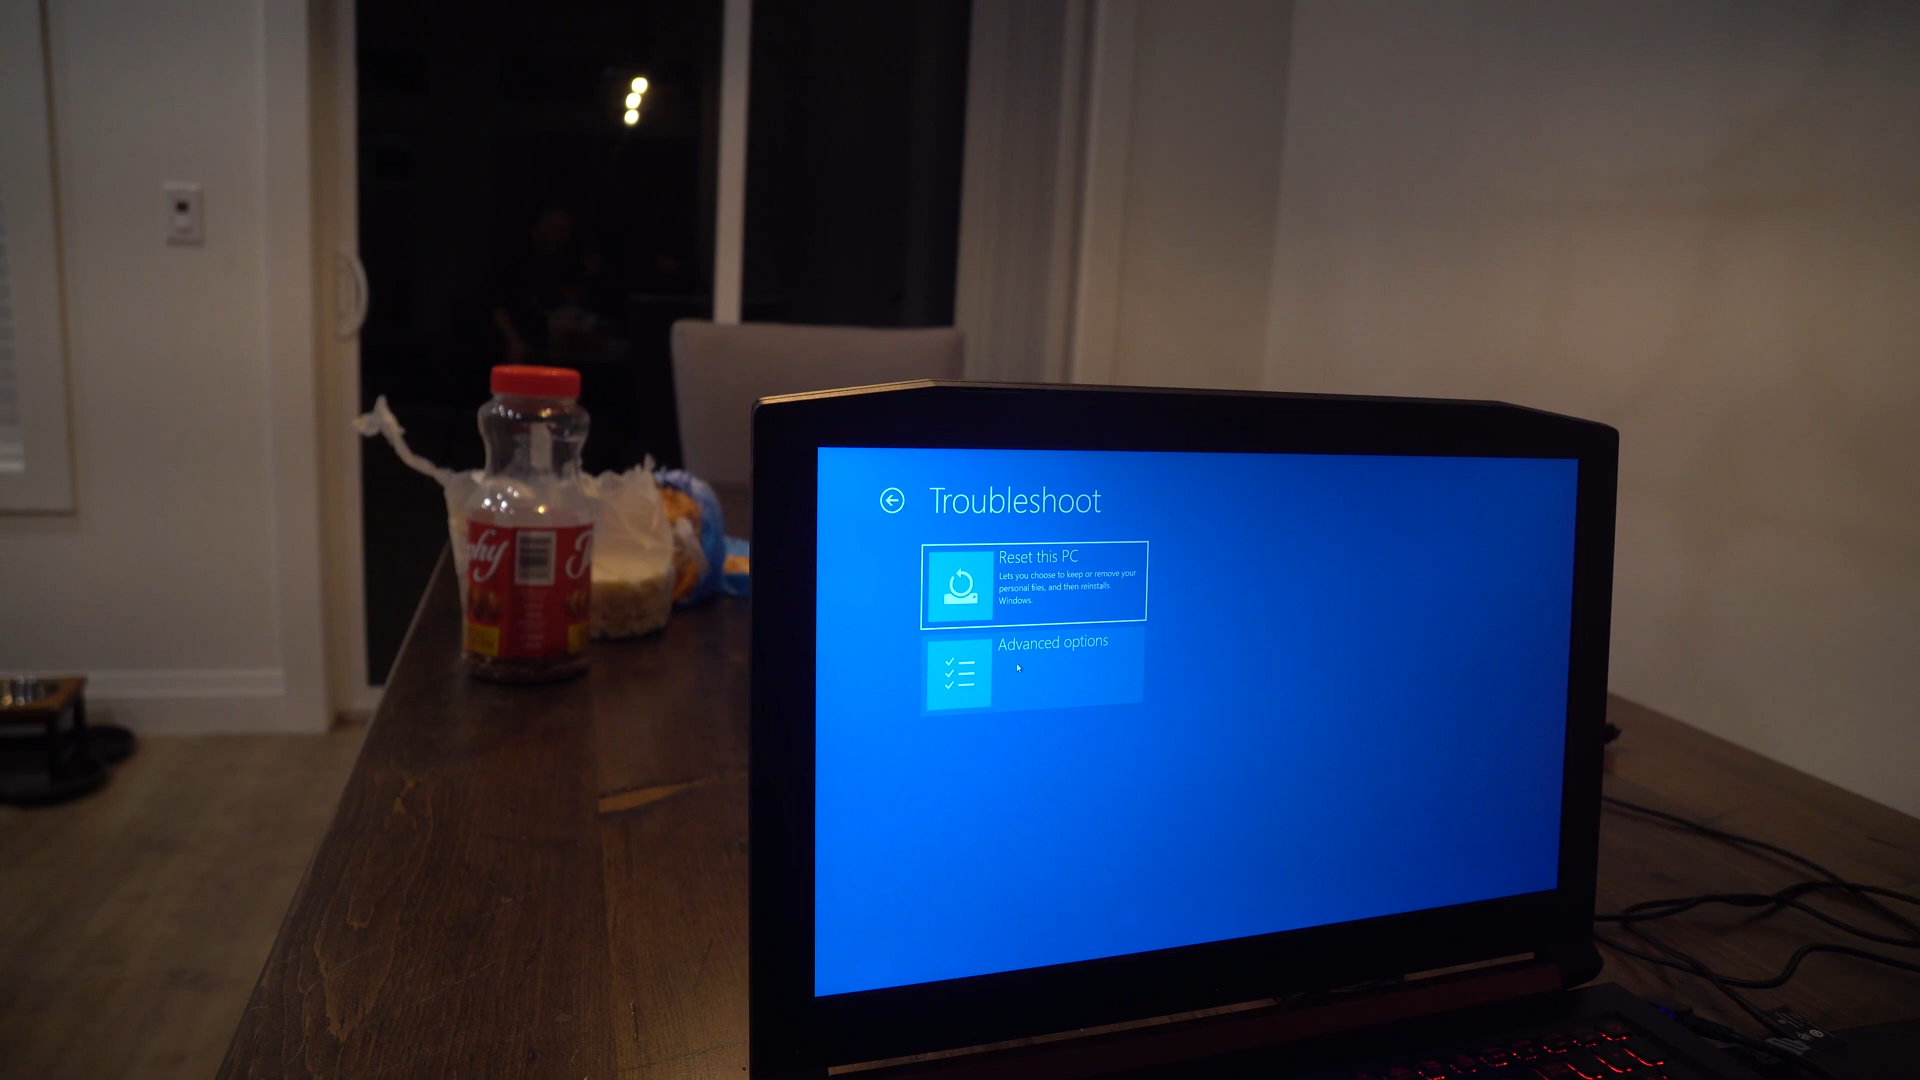 Troubleshoot
Reset this PC
Lets you choose to keep or remove your
personal files, and then reinstalls
Windows.
Advanced options